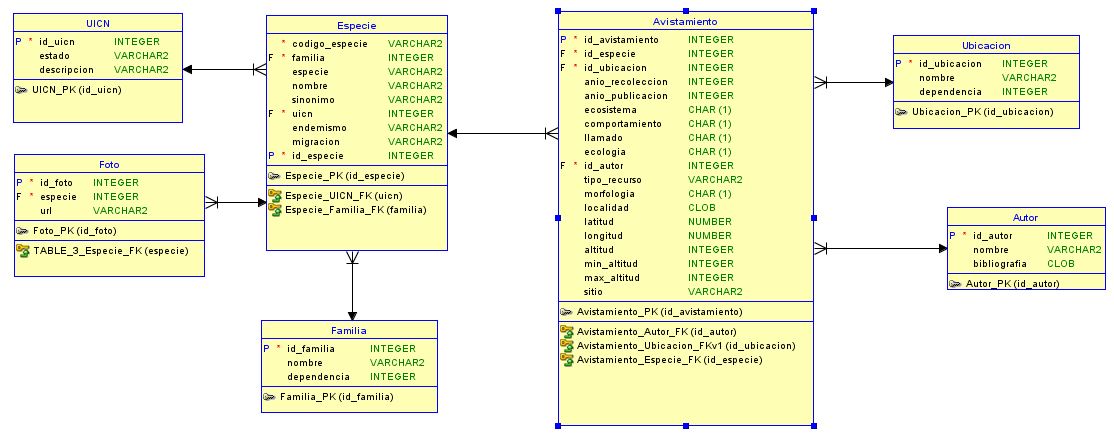 UICN
P * id_uicn INTEGER
estado VARCHAR2
descripcion VARCHAR2
UICN_PK (id_uicn)
Foto
P * id_foto INTEGER
F * especie INTEGER
url VARCHAR2
Foto_PK (id_foto)
TABLE_3_Especie_FK (especie)
Especie
* codigo_especie VARCHAR2
F * familia INTEGER
especie VARCHAR2
nombre VARCHAR2
sinonimo VARCHAR2
F * uicn INTEGER
endemismo VARCHAR2
migracion VARCHAR2
P * id_especie INTEGER
Especie_PK (id_especie)
Especie_UICN_FK (uicn)
Especie_Familia_FK (familia)
Familia
P * id_familia INTEGER
nombre VARCHAR2
dependencia INTEGER
Familia_PK (id_familia)
Avistamiento
P * id_avistamiento INTEGER
F * id_especie INTEGER
F * id_ubicacion INTEGER
anio_recoleccion INTEGER
anio_publicacion INTEGER
ecosistema CHAR (1)
comportamiento CHAR (1)
llamado CHAR (1)
ecologia CHAR (1)
F * id_autor INTEGER
tipo_recurso VARCHAR2
morfologia CHAR (1)
localidad CLOB
latitud NUMBER
longitud NUMBER
altitud INTEGER
min_altitud INTEGER
max_altitud INTEGER
sitio VARCHAR2
Avistamiento_PK (id_avistamiento)
Avistamiento_Autor_FK (id_autor)
Avistamiento_Ubicacion_FKv1 (id_ubicacion)
Avistamiento_Especie_FK (id_especie)
Ubicacion
P * id_ubicacion INTEGER
nombre VARCHAR2
dependencia INTEGER
Ubicacion_PK (id_ubicacion)
Autor
P * id_autor INTEGER
nombre VARCHAR2
bibliografia CLOB
Autor_PK (id_autor)